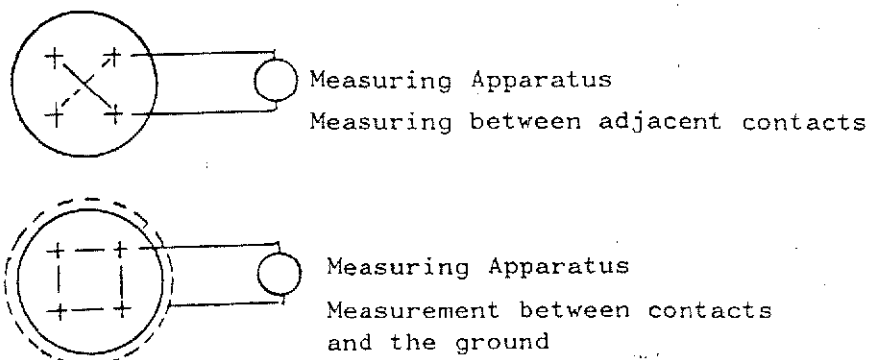 Measuring Apparatus
Measuring between adjacent contacts
Measuring Apparatus
Measurement between contacts
and the ground